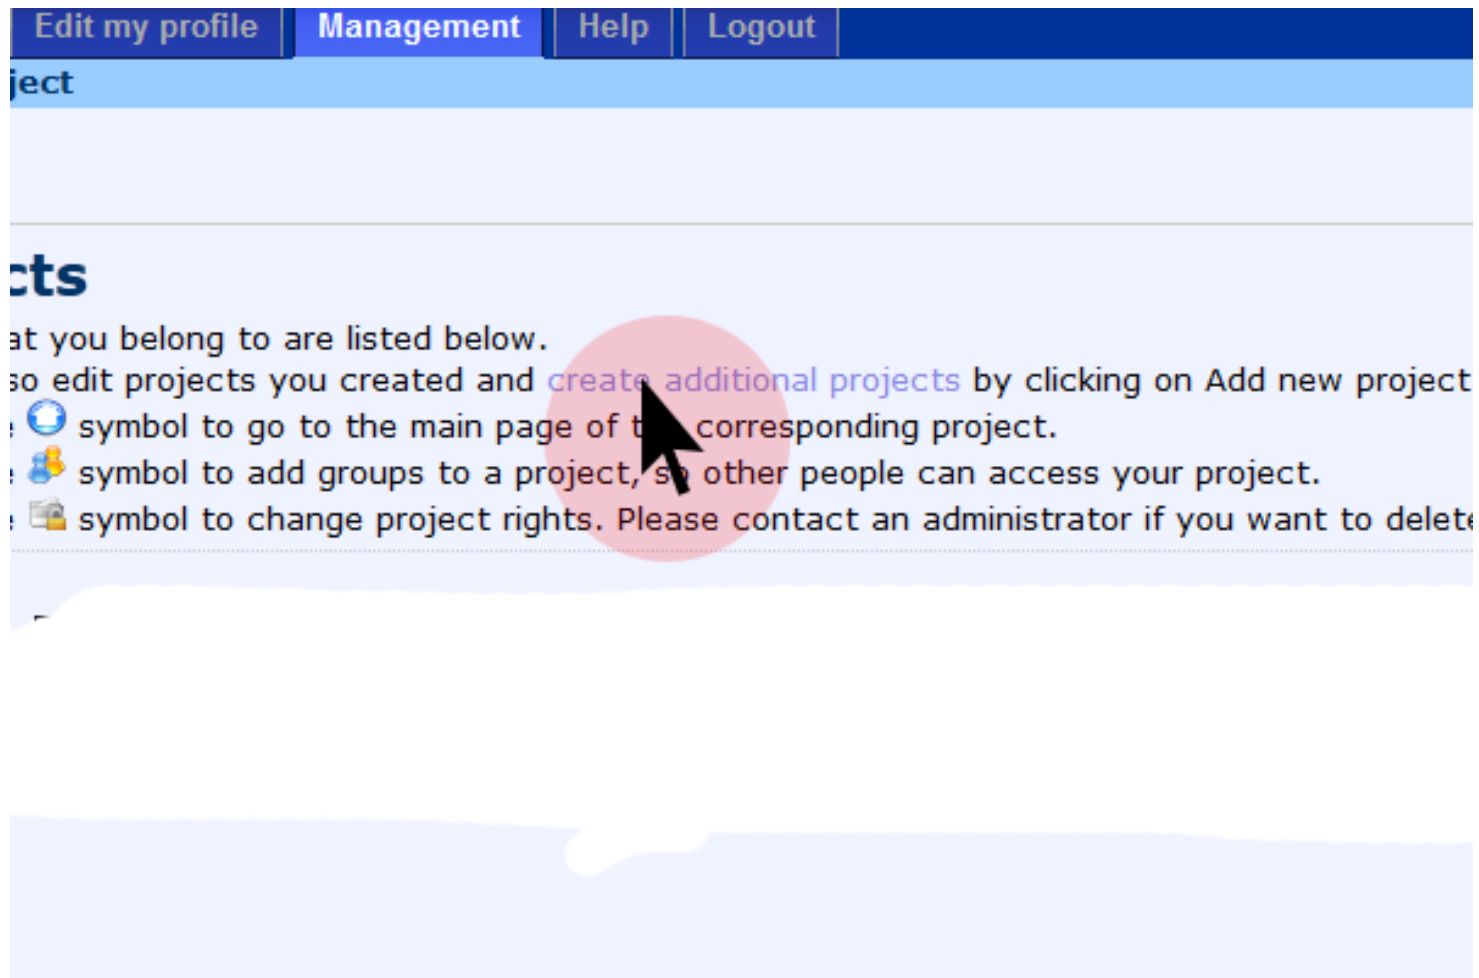 Edit my profile Management Help Logout
ject
cts
at you belong to are listed below.
so edit projects you created and create additional projects by clicking on Add new project
symbol to go to the main page of corresponding project.
symbol to add groups to a project, so other people can access your project.
symbol to change project rights. Please contact an administrator if you want to delete